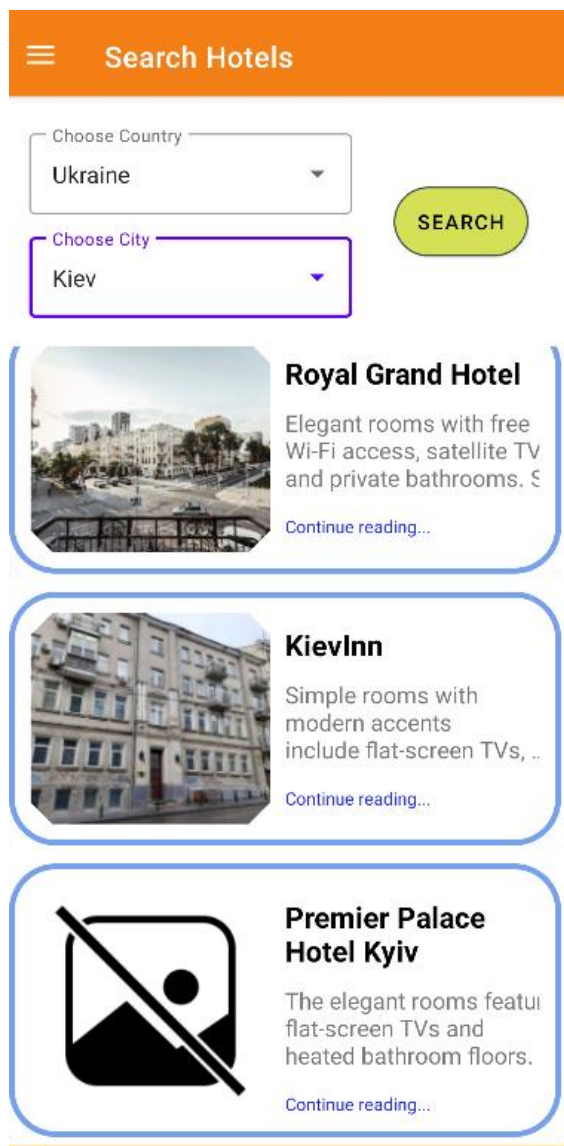 Search Hotels
Choose Country
Ukraine
SEARCH
Choose City
Kiev
Royal Grand Hotel
Elegant rooms with free
Wi-Fi access, satellite TV
and private bathrooms. S
Continue reading...
KievInn
Simple rooms with
modern accents
include flat-screen TVs, ..
Continue reading...
Premier Palace
Hotel Kyiv
The elegant rooms featu
flat-screen TVs and
heated bathroom floors.
Continue reading...